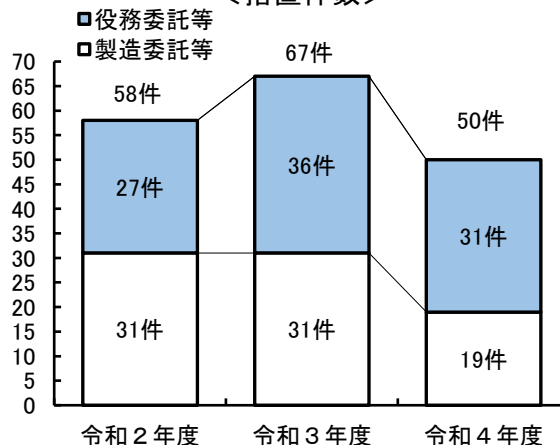 ＜措置件数＞
■役務委託等
□製造委託等
70
65
60
55
50
45
40
35
30
25
20
15
10
5
0
58件
67件
50件
27件
36件
31件
31件
31件
19件
令和２年度
令和３年度
令和４年度